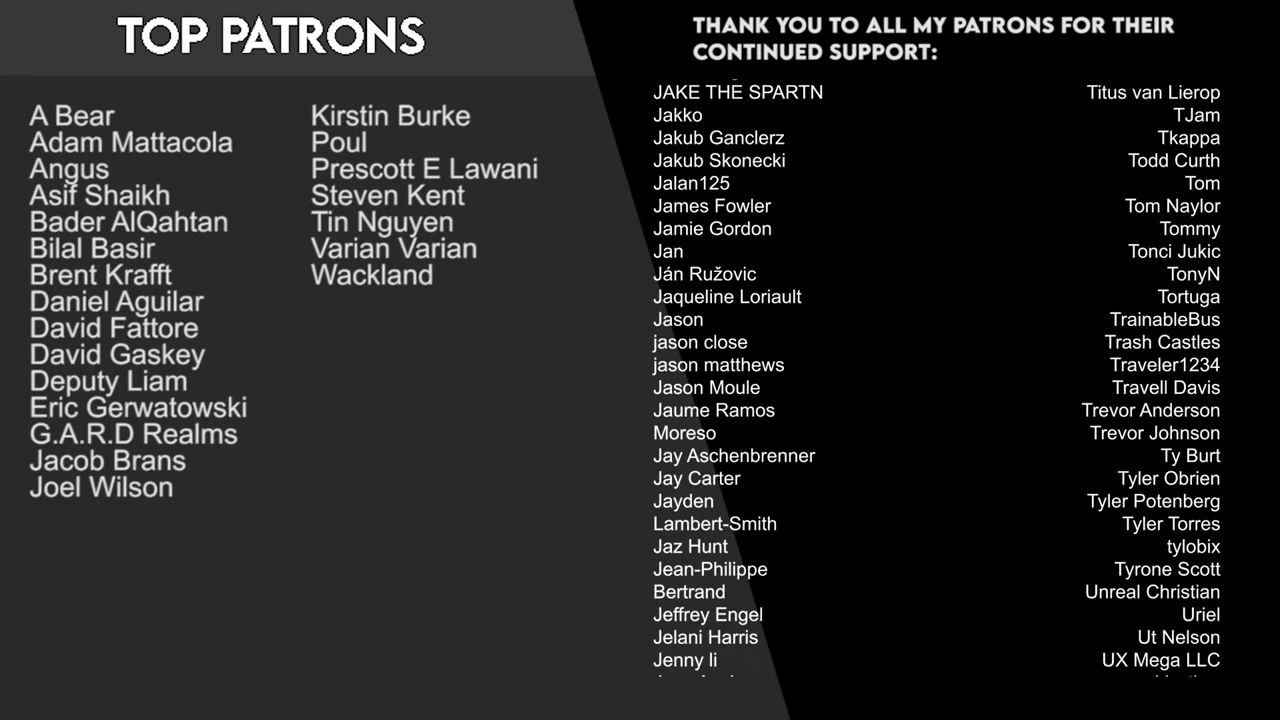 TOP PATRONS
A Bear
Adam Mattacola
Angus
Asif Shaikh
Bader AlQahtan
Bilal Basir
Brent Krafft
Daniel Aguilar
David Fattore
David Gaskey
Deputy Liam
Eric Gerwatowski
G.A.R.D Realms
Jacob Brans
Joel Wilson
Kirstin Burke
Poul
Prescott E Lawani
Steven Kent
Tin Nguyen
Varian Varian
Wackland
THANK YOU TO ALL MY PATRONS FOR THEIR
CONTINUED SUPPORT:
JAKE THE SPARTN
Jakko
Jakub Ganclerz
Jakub Skonecki
Jalan125
James Fowler
Jamie Gordon
Jan
Ján Ružovic
Jaqueline Loriault
Jason
jason close
jason matthews
Jason Moule
Jaume Ramos
Moreso
Jay Aschenbrenner
Jay Carter
Jayden
Lambert-Smith
Jaz Hunt
Jean-Philippe
Bertrand
Jeffrey Engel
Jelani Harris
Jenny li
Titus van Lierop
TJam
Tkappa
Todd Curth
Tom
Tom Naylor
Tommy
Tonci Jukic
TonyN
Tortuga
TrainableBus
Trash Castles
Traveler1234
Travell Davis
Trevor Anderson
Trevor Johnson
Ty Burt
Tyler Obrien
Tyler Potenberg
Tyler Torres
tylobix
Tyrone Scott
Unreal Christian
Uriel
Ut Nelson
UX Mega LLC